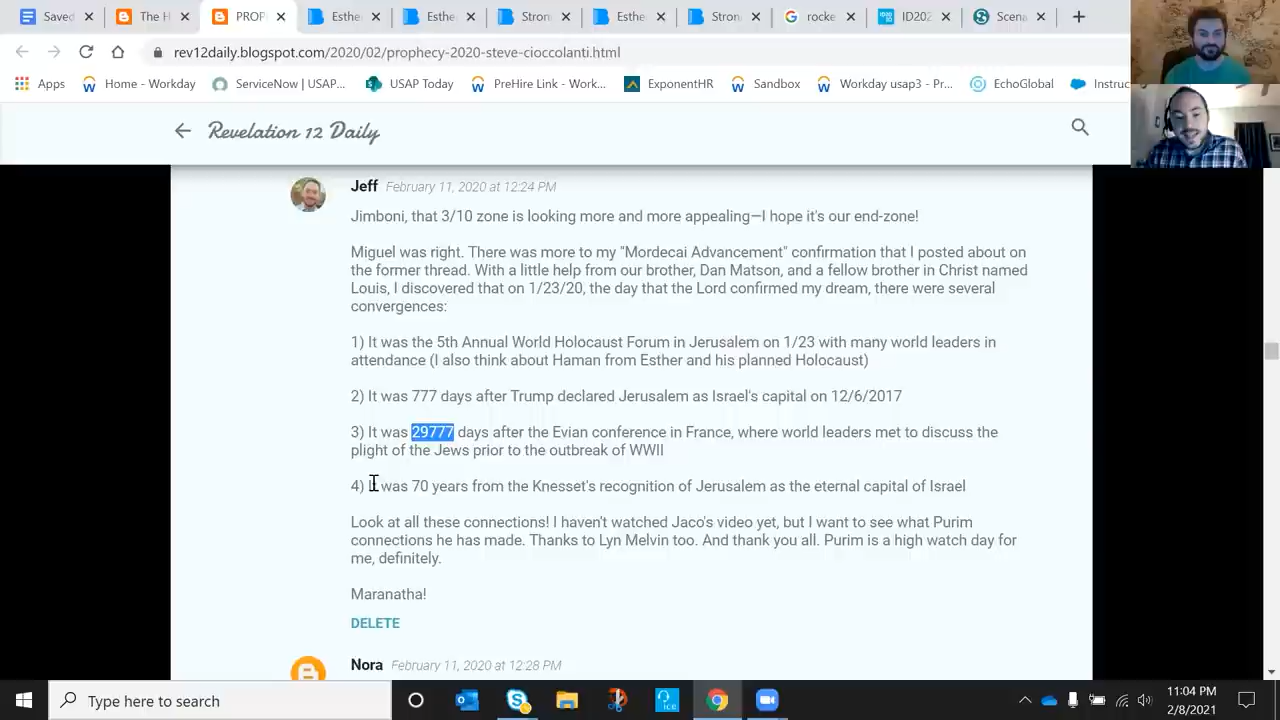 Saved
The H
PROP
Esthe
Esthe
Stron
Esthe
Stron
rocke
ID202
Scena
rev12daily.blogspot.com/2020/02/prophecy-2020-steve-cioccolanti.html
Apps
Home - Workday
ServiceNow | USAP...
USAP Today
PreHire Link - Work...
ExponentHR
Sandbox
Workday usap3 - Pr...
EchoGlobal
Instruc
Revelation 12 Daily
Jeff February 11, 2020 at 12:24 PM
Jimboni, that 3/10 zone is looking more and more appealing—I hope it's our end-zone!
Miguel was right. There was more to my "Mordecai Advancement" confirmation that I posted about on
the former thread. With a little help from our brother, Dan Matson, and a fellow brother in Christ named
Louis, I discovered that on 1/23/20, the day that the Lord confirmed my dream, there were several
convergences:
1) It was the 5th Annual World Holocaust Forum in Jerusalem on 1/23 with many world leaders in
attendance (I also think about Haman from Esther and his planned Holocaust)
2) It was 777 days after Trump declared Jerusalem as Israel's capital on 12/6/2017
3) It was 29777 days after the Evian conference in France, where world leaders met to discuss the
plight of the Jews prior to the outbreak of WWII
4) It was 70 years from the Knesset's recognition of Jerusalem as the eternal capital of Israel
Look at all these connections! I haven't watched Jaco's video yet, but I want to see what Purim
connections he has made. Thanks to Lyn Melvin too. And thank you all. Purim is a high watch day for
me, definitely.
Maranatha!
DELETE
Nora February 11, 2020 at 12:28 PM
Type here to search
11:04 PM
2/8/2021